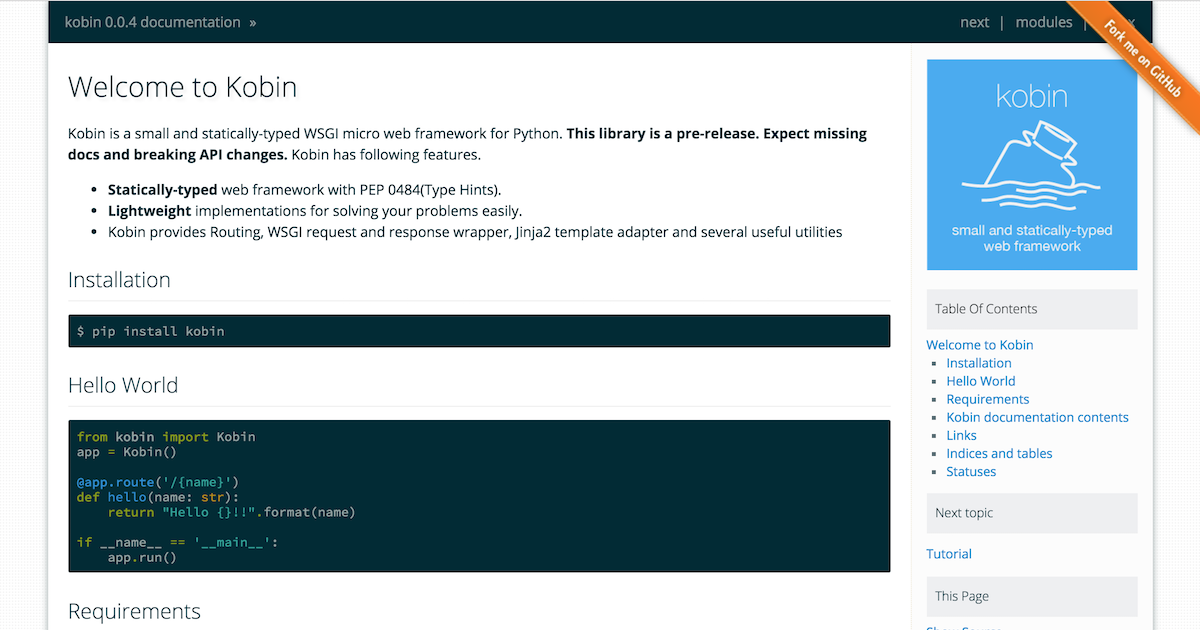 kobin 0.0.4 documentation »
next | modules |
Fork me on GitHub
Welcome to Kobin
Kobin is a small and statically-typed WSGI micro web framework for Python. This library is a pre-release. Expect missing
docs and breaking API changes. Kobin has following features.
• Statically-typed web framework with PEP 0484(Type Hints).
• Lightweight implementations for solving your problems easily.
• Kobin provides Routing, WSGI request and response wrapper, Jinja2 template adapter and several useful utilities
Installation
$ pip install kobin
Hello World
from kobin import Kobin
app = Kobin()
@app.route('/{name}')
def hello(name: str):
    return "Hello {}!!".format(name)
if __name__ == '__main__':
    app.run()
Requirements
kobin
small and statically-typed
web framework
Table Of Contents
Welcome to Kobin
Installation
Hello World
Requirements
Kobin documentation contents
Links
Indices and tables
Statuses
Next topic
Tutorial
This Page